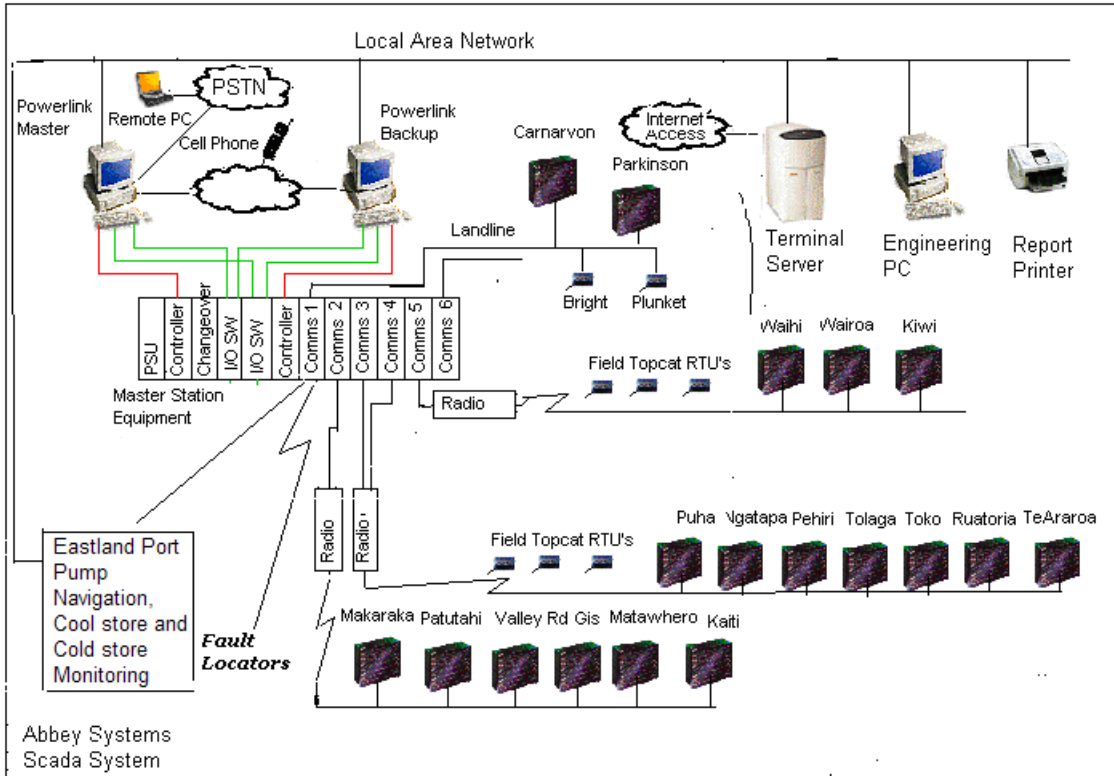 Local Area Network
Powerlink
Master
Remote PC
PSTN
Cell Phone
Powerlink
Backup
Carnarvon
Parkinson
Internet
Access
Landline
Bright
Plunket
Terminal
Server
Engineering
PC
Report
Printer
PSU
Controller
Changeover
I/O SW
I/O SW
Controller
Comms 1
Comms 2
Comms 3
Comms 4
Comms 5
Comms 6
Master Station
Equipment
Radio
Field Topcat RTU's
Waihi
Wairoa
Kiwi
Radio
Radio
Eastland Port
Pump
Navigation,
Cool store and
Cold store
Monitoring
Fault
Locators
Field Topcat RTU's
Puha
Ngatapa
Pehiri
Tolaga
Toko
Ruatoria
TeAraroa
Makaraka
Patutahi
Valley Rd
Gis
Matawhero
Kaiti
Abbey Systems
Scada System